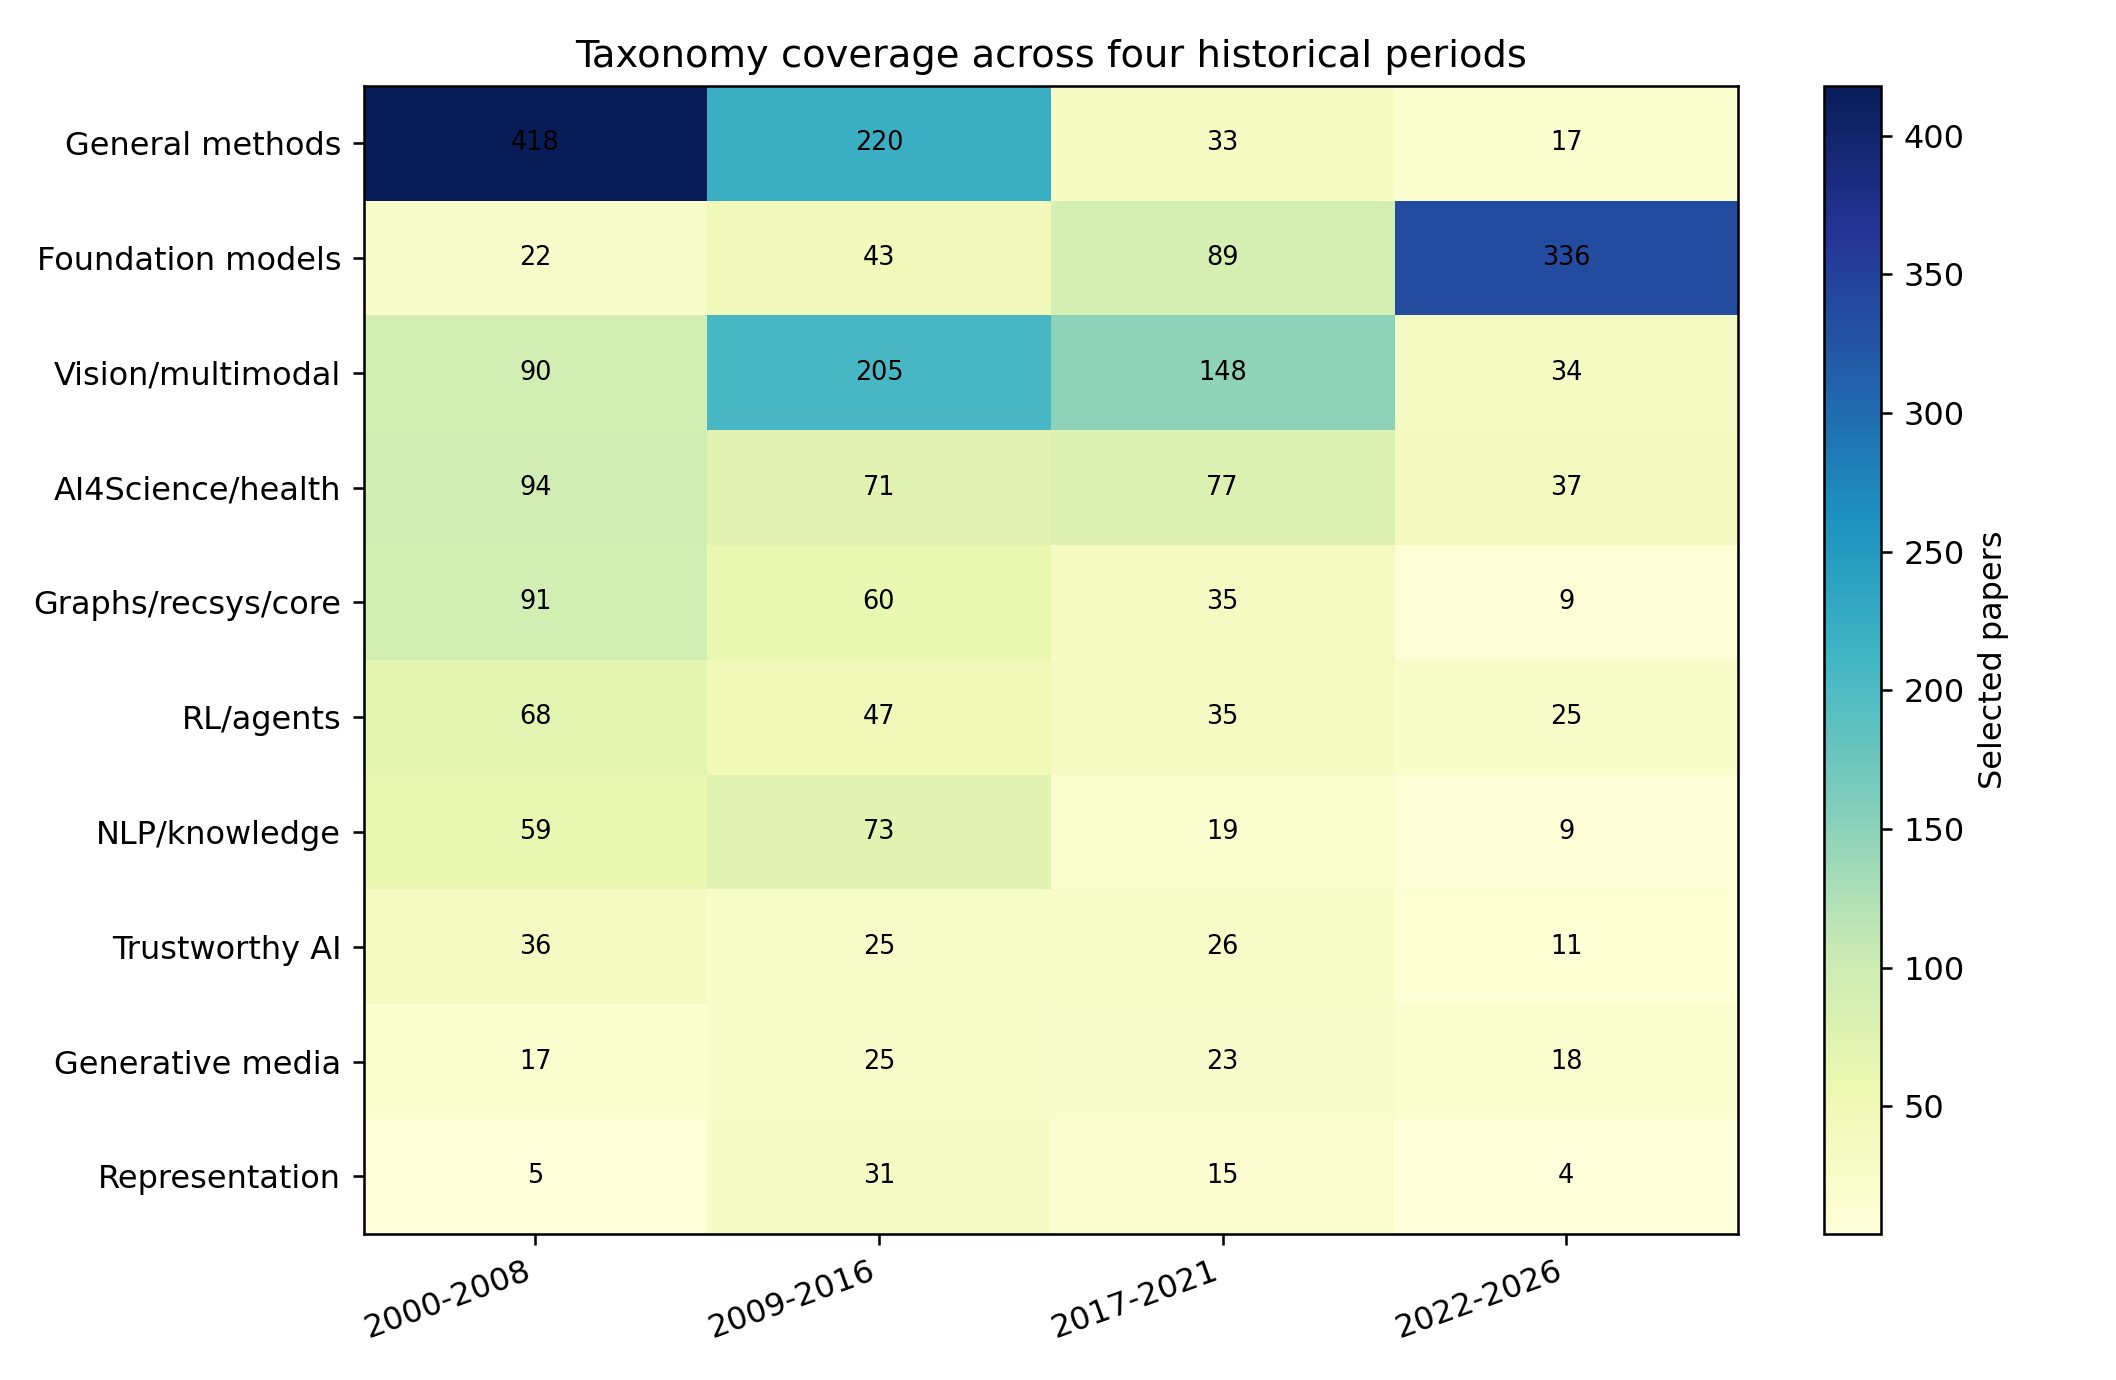 Taxonomy coverage across four historical periods
General methods 418 220 33 17
Foundation models 22 43 89 336
Vision/multimodal 90 205 148 34
AI4Science/health 94 71 77 37
Graphs/recsys/core 91 60 35 9
RL/agents 68 47 35 25
NLP/knowledge 59 73 19 9
Trustworthy AI 36 25 26 11
Generative media 17 25 23 18
Representation 5 31 15 4
2000-2008 2009-2016 2017-2021 2022-2026
400
350
300
250
200
150
100
50
Selected papers